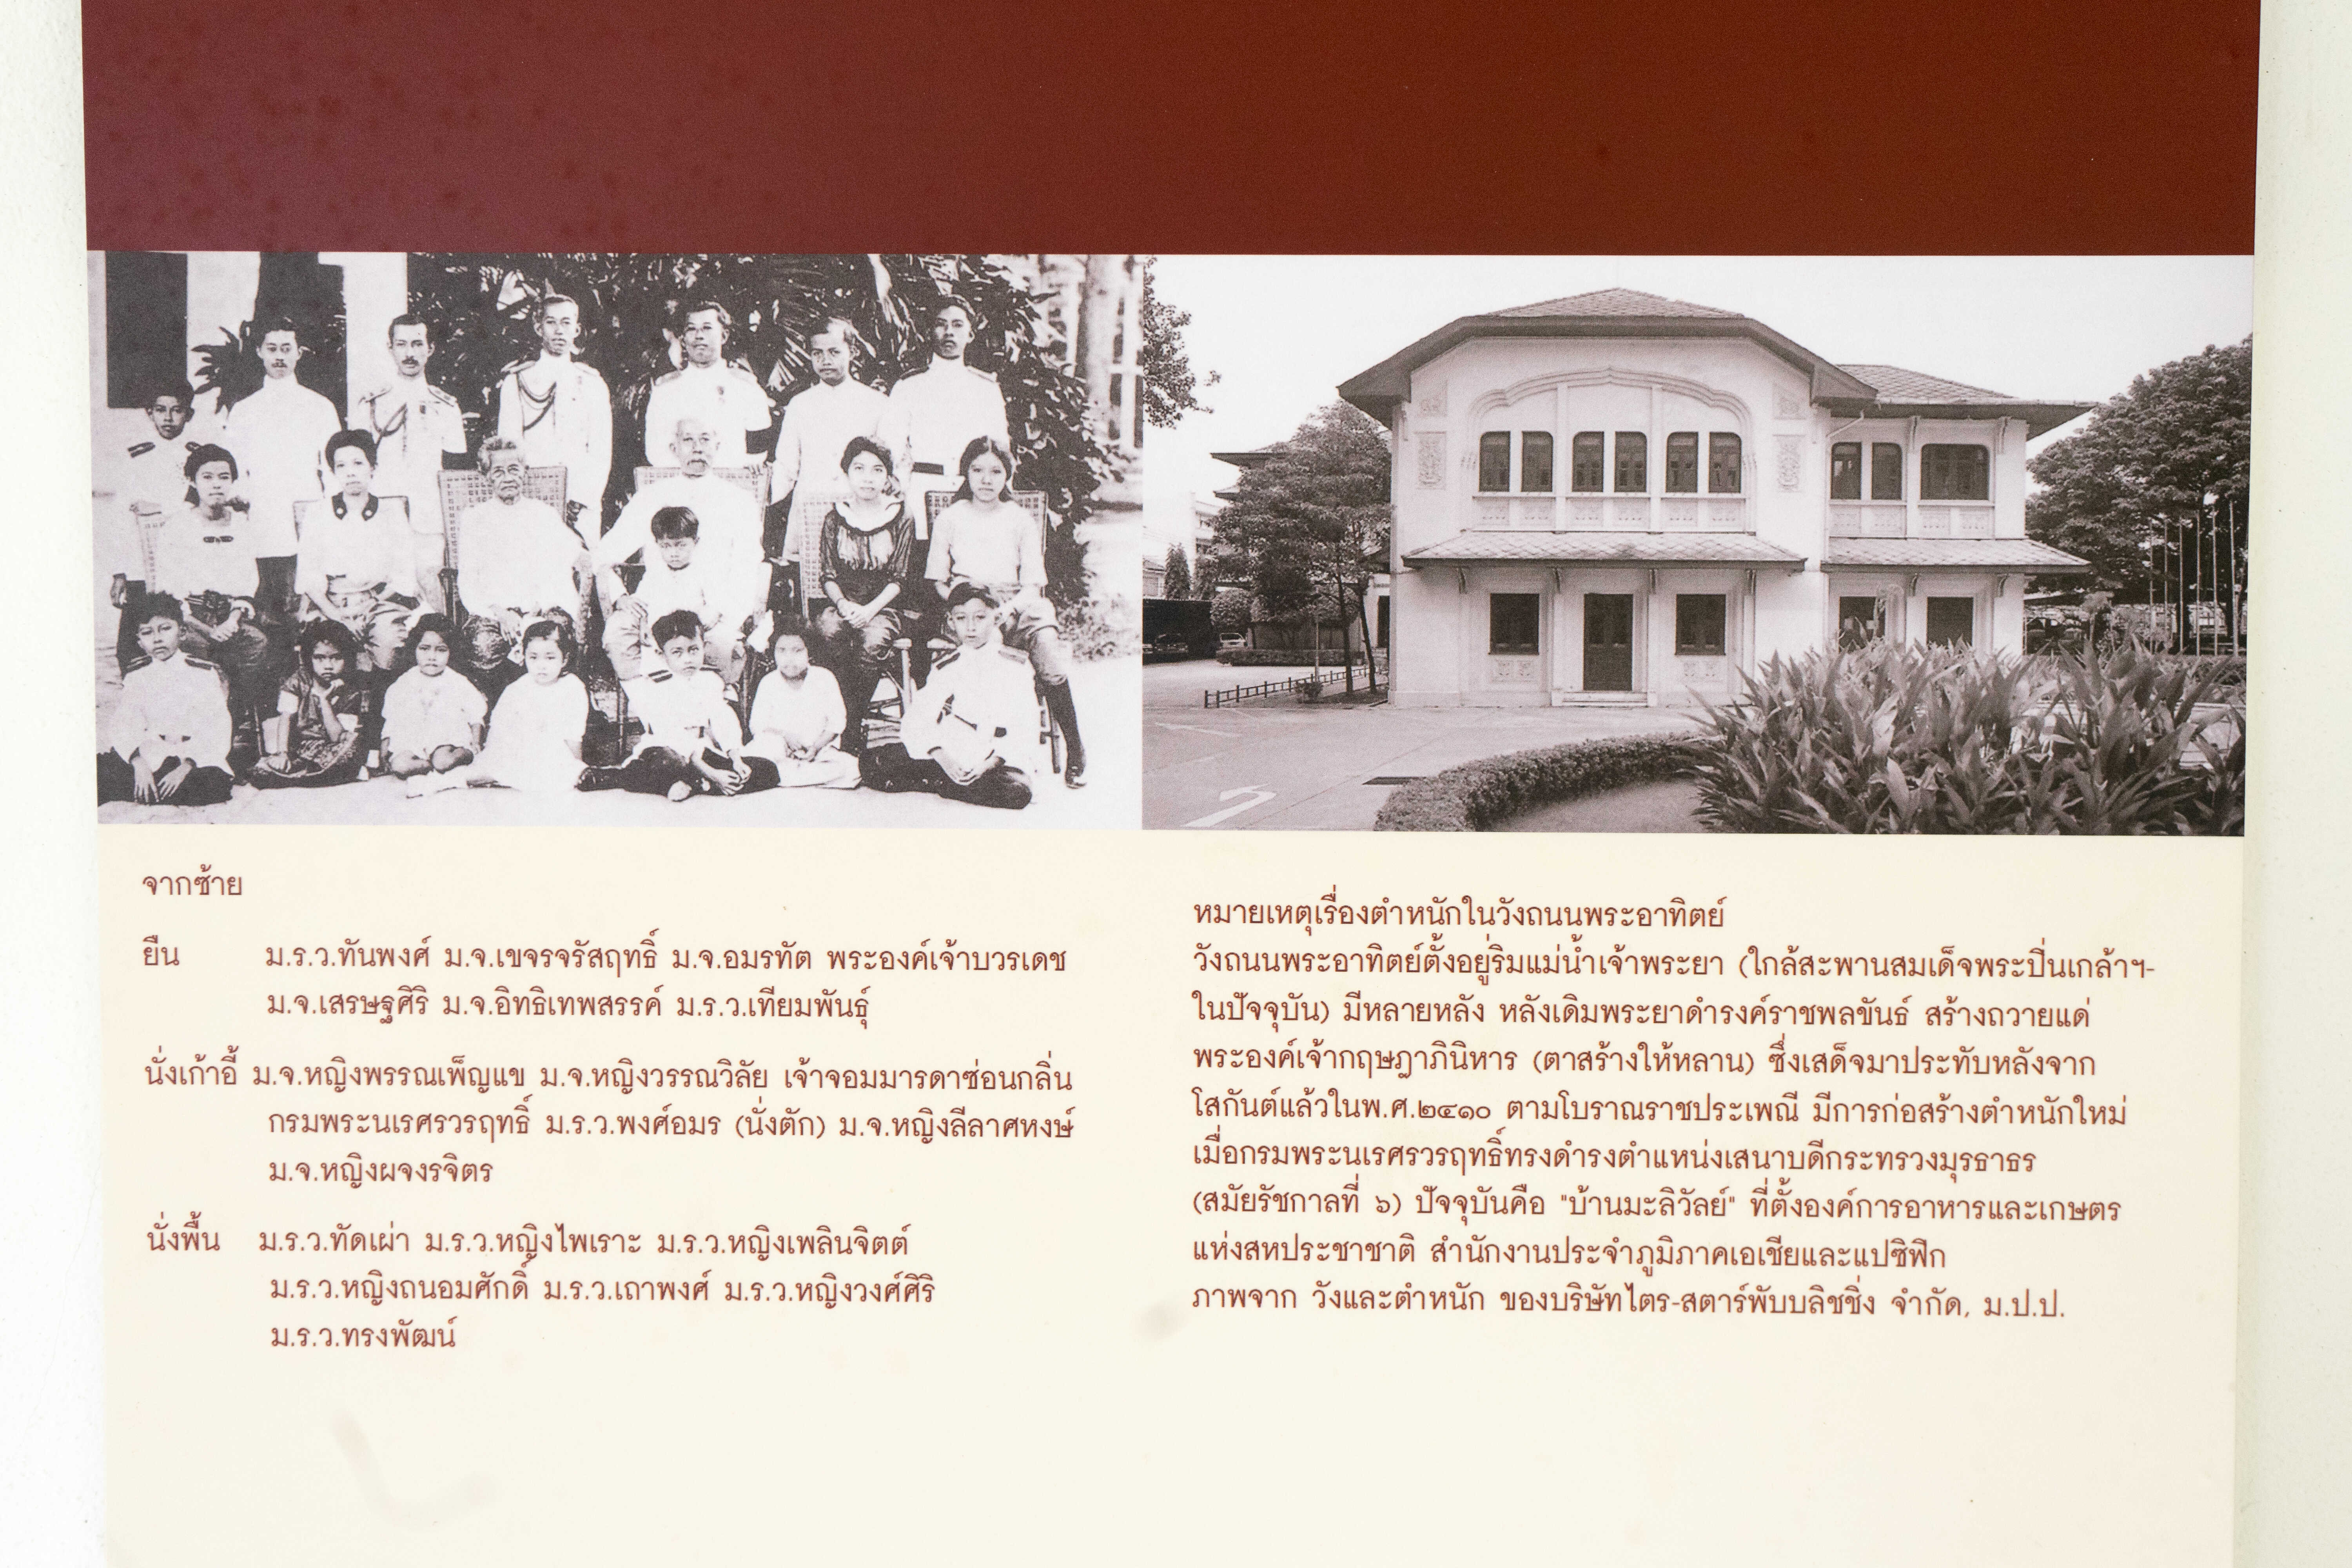 จากซ้าย
ยืน ม.ร.ว.ทันพงศ์ ม.จ.เขจรจรัสฤทธิ์ ม.จ.อมรทัต พระองค์เจ้าบวรเดช
ม.จ.เสรษฐศิริ ม.จ.อิทธิเทพสรรค์ ม.ร.ว.เทียมพันธุ์
นั่งเก้าอี้ ม.จ.หญิงพรรณเพ็ญแข ม.จ.หญิงวรรณวิลัย เจ้าจอมมารดาซ่อนกลิ่น
กรมพระนเรศรวรฤทธิ์ ม.ร.ว.พงศ์อมร (นั่งตัก) ม.จ.หญิงลีลาศหงษ์
ม.จ.หญิงผจงรจิตร
นั่งพื้น ม.ร.ว.ทัดเผ่า ม.ร.ว.หญิงไพเราะ ม.ร.ว.หญิงเพลินจิตต์
ม.ร.ว.หญิงถนอมศักดิ์ ม.ร.ว.เถาพงศ์ ม.ร.ว.หญิงวงศ์ศิริ
ม.ร.ว.ทรงพัฒน์
หมายเหตุเรื่องตำหนักในวังถนนพระอาทิตย์
วังถนนพระอาทิตย์ตั้งอยู่ริมแม่น้ำเจ้าพระยา (ใกล้สะพานสมเด็จพระปิ่นเกล้าฯ-
ในปัจจุบัน) มีหลายหลัง หลังเดิมพระยาดำรงค์ราชพลขันธ์ สร้างถวายแด่
พระองค์เจ้ากฤษฎาภินิหาร (ตาสร้างให้หลาน) ซึ่งเสด็จมาประทับหลังจาก
โสกันต์แล้วในพ.ศ.๒๔๑๐ ตามโบราณราชประเพณี มีการก่อสร้างตำหนักใหม่
เมื่อกรมพระนเรศรวรฤทธิ์ทรงดำรงตำแหน่งเสนาบดีกระทรวงมุรธาธร
(สมัยรัชกาลที่ ๖) ปัจจุบันคือ "บ้านมะลิวัลย์" ที่ตั้งองค์การอาหารและเกษตร
แห่งสหประชาชาติ สำนักงานประจำภูมิภาคเอเชียและแปซิฟิก
ภาพจาก วังและตำหนัก ของบริษัทไตร-สตาร์พับบลิชชิ่ง จำกัด, ม.ป.ป.